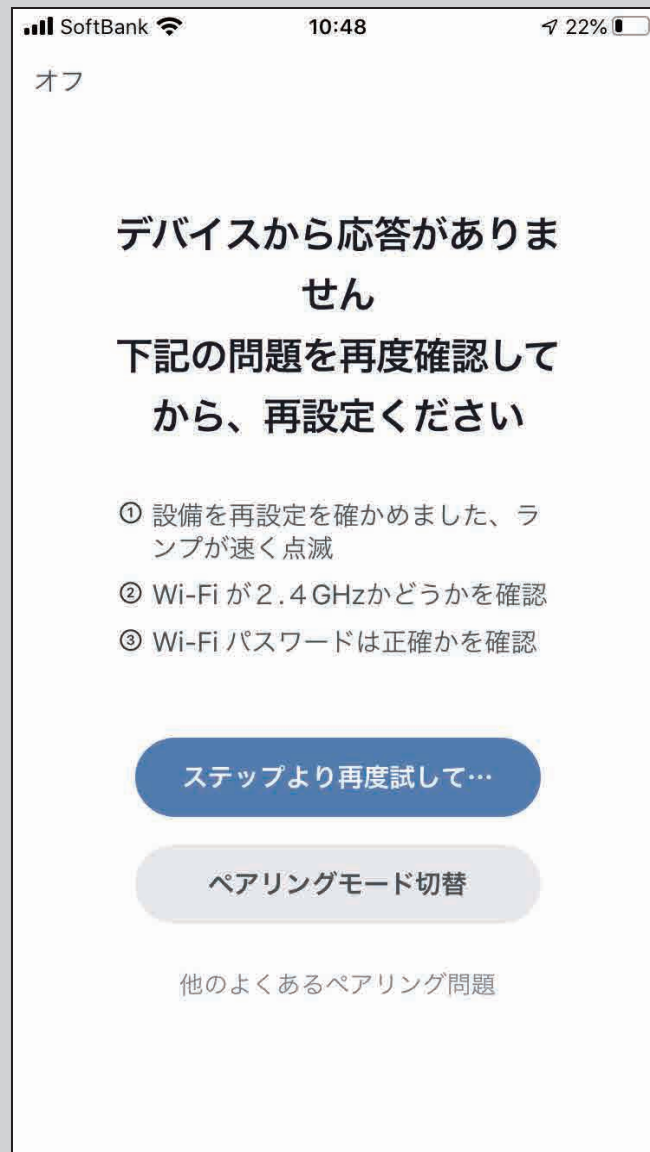 SoftBank 10:48 22%
オフ
デバイスから応答がありま
せん
下記の問題を再度確認して
から、再設定ください
① 設備を再設定を確かめました、ラ
ンプが速く点滅
② Wi-Fi が２.４GHzかどうかを確認
③ Wi-Fi パスワードは正確かを確認
ステップより再度試して…
ペアリングモード切替
他のよくあるペアリング問題